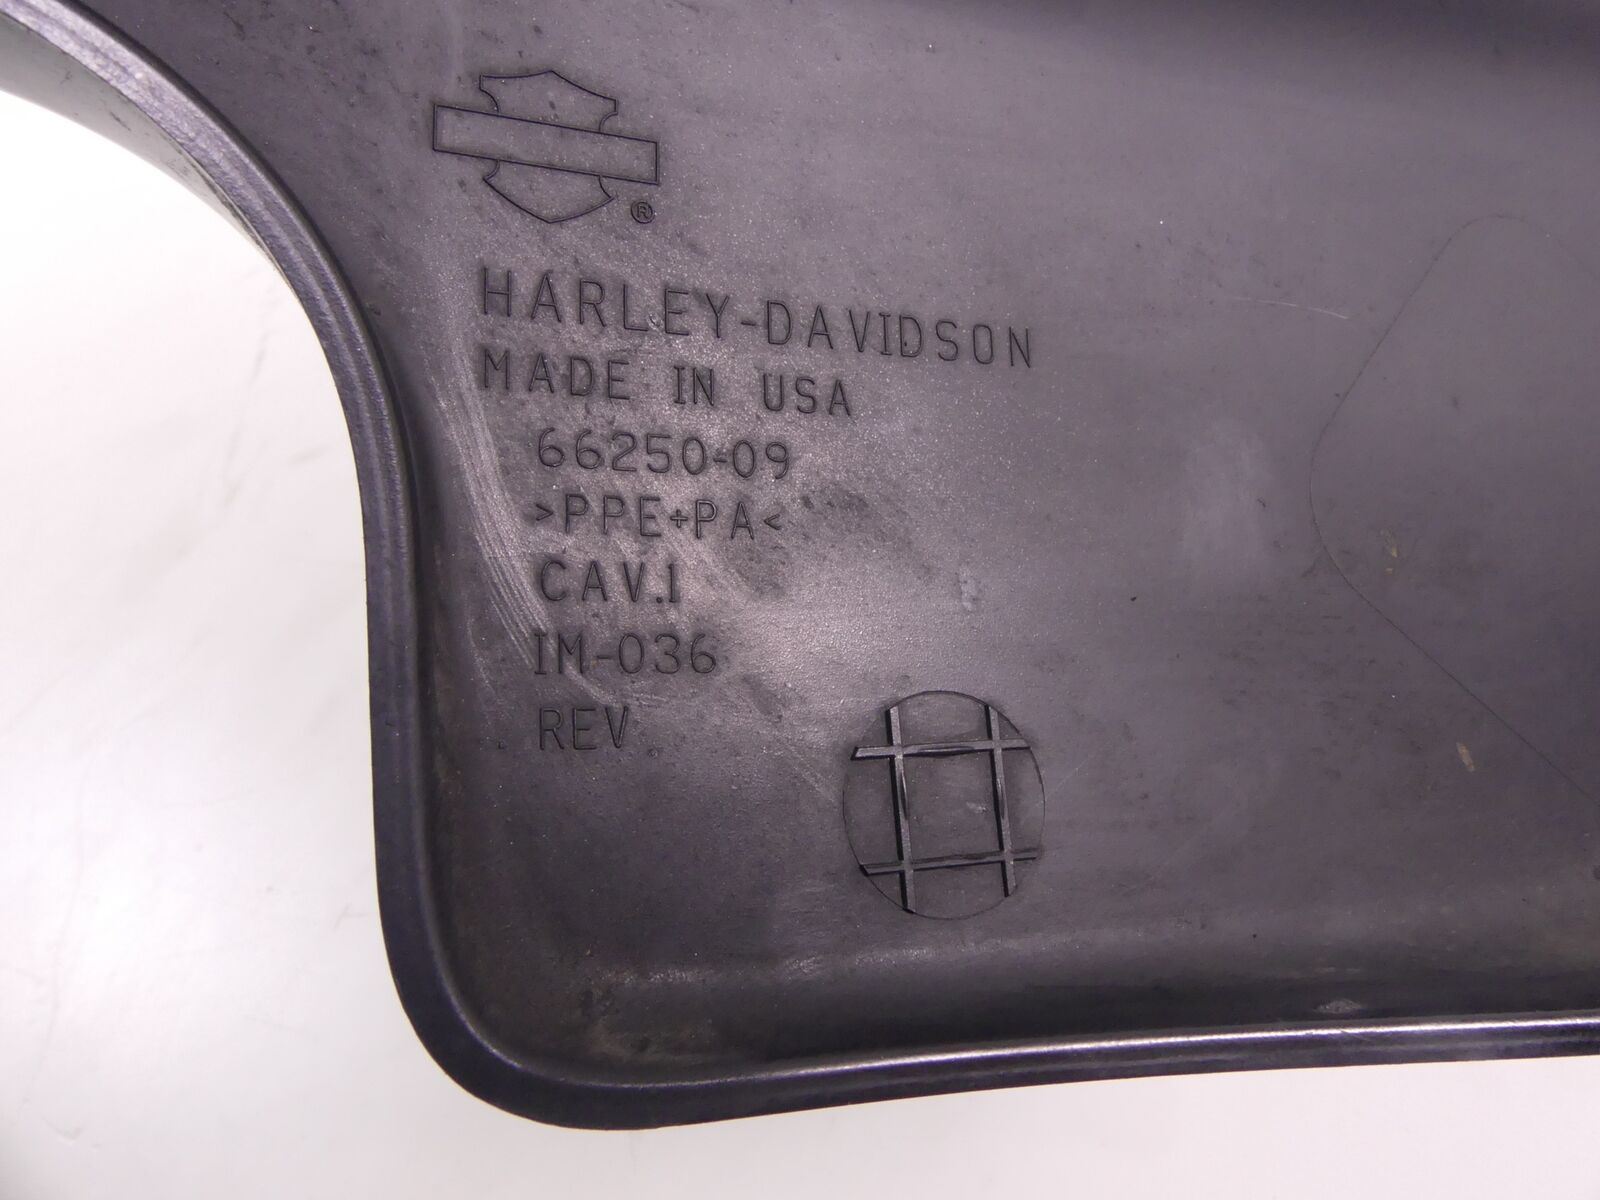 ®
HARLEY-DAVIDSON
MADE IN USA
66250-09
>PPE+PA<
CAV.1
IM-036
REV